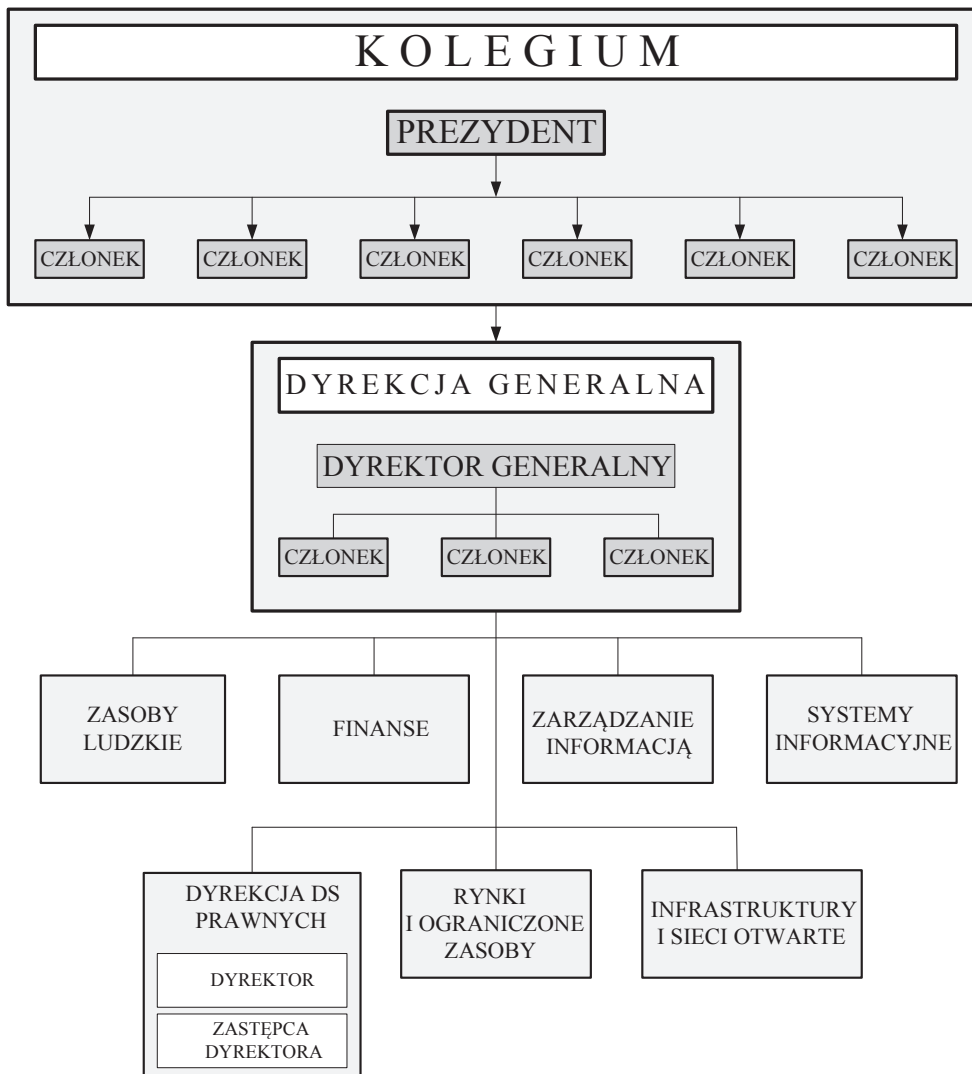 KOLEGIUM
PREZYDENT
CZŁONEK
CZŁONEK
CZŁONEK
CZŁONEK
CZŁONEK
CZŁONEK
DYREKCJA GENERALNA
DYREKTOR GENERALNY
CZŁONEK
CZŁONEK
CZŁONEK
ZASOBY
LUDZKIE
FINANSE
ZARZĄDZANIE
INFORMACJĄ
SYSTEMY
INFORMACYJNE
DYREKCJA DS
PRAWNYCH
DYREKTOR
ZASTĘPCA
DYREKTORA
RYNKI
I OGRANICZONE
ZASOBY
INFRASTRUKTURY
I SIECI OTWARTE